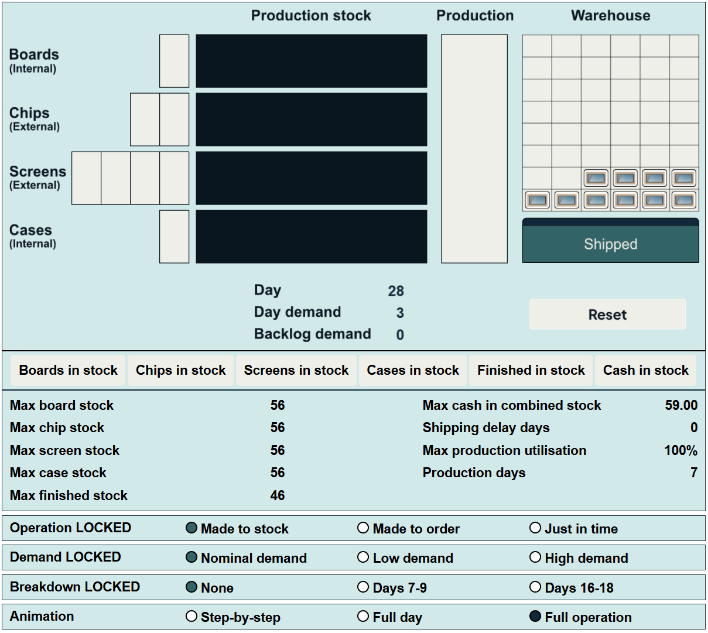 Production stock Production Warehouse
Boards
(Internal)
Chips
(External)
Screens
(External)
Cases
(Internal)
Shipped
Day 28
Day demand 3
Backlog demand 0
Reset
Boards in stock Chips in stock Screens in stock Cases in stock Finished in stock Cash in stock
Max board stock 56 Max cash in combined stock 59.00
Max chip stock 56 Shipping delay days 0
Max screen stock 56 Max production utilisation 100%
Max case stock 56 Production days 7
Max finished stock 46
Operation LOCKED Made to stock Made to order Just in time
Demand LOCKED Nominal demand Low demand High demand
Breakdown LOCKED None Days 7-9 Days 16-18
Animation Step-by-step Full day Full operation